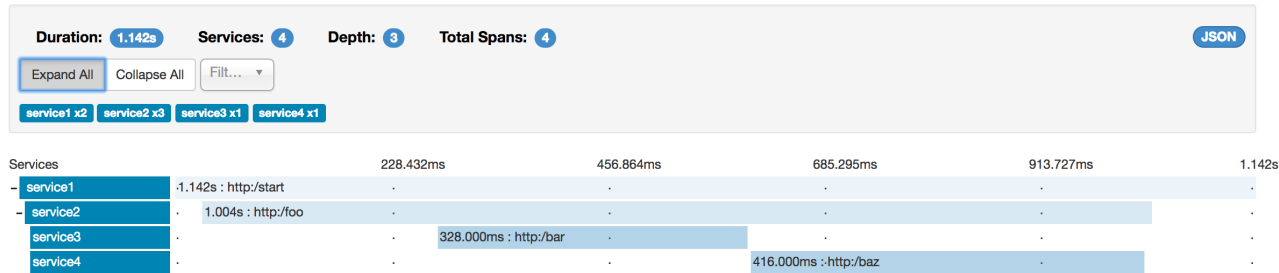 Duration: 1.142s Services: 4 Depth: 3 Total Spans: 4 JSON
Expand All Collapse All Filt...
service1 x2 service2 x3 service3 x1 service4 x1
Services 228.432ms 456.864ms 685.295ms 913.727ms 1.142s
- service1 1.142s : http:/start
- service2 1.004s : http:/foo
service3 328.000ms : http:/bar
service4 416.000ms : http:/baz